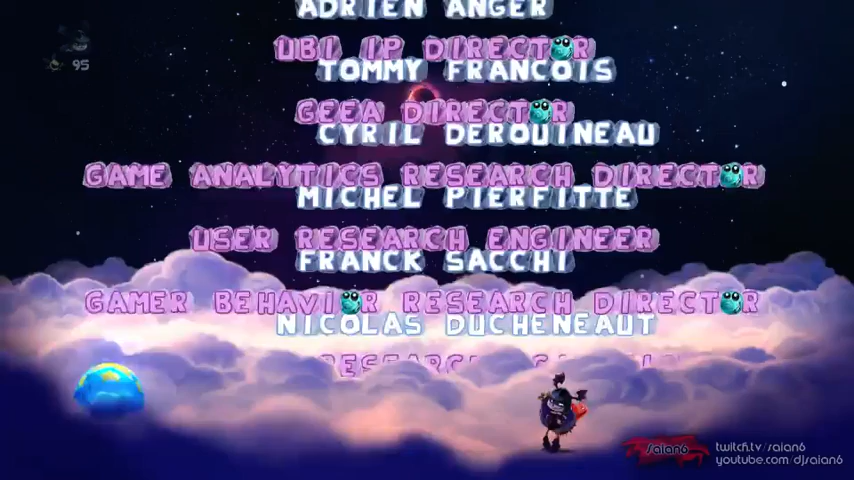 ADRIEN ANGER
UBI IP DIRECTOR
TOMMY FRANCOIS
GEEA DIRECTOR
CYRIL DEROUINEAU
GAME ANALYTICS RESEARCH DIRECTOR
MICHEL PIERFITTE
USER RESEARCH ENGINEER
FRANCK SACCHI
GAMER BEHAVIOR RESEARCH DIRECTOR
NICOLAS DUCHENEAUT
RESEARCH
95
saian6
twitch.tv/saian6
youtube.com/djsaian6